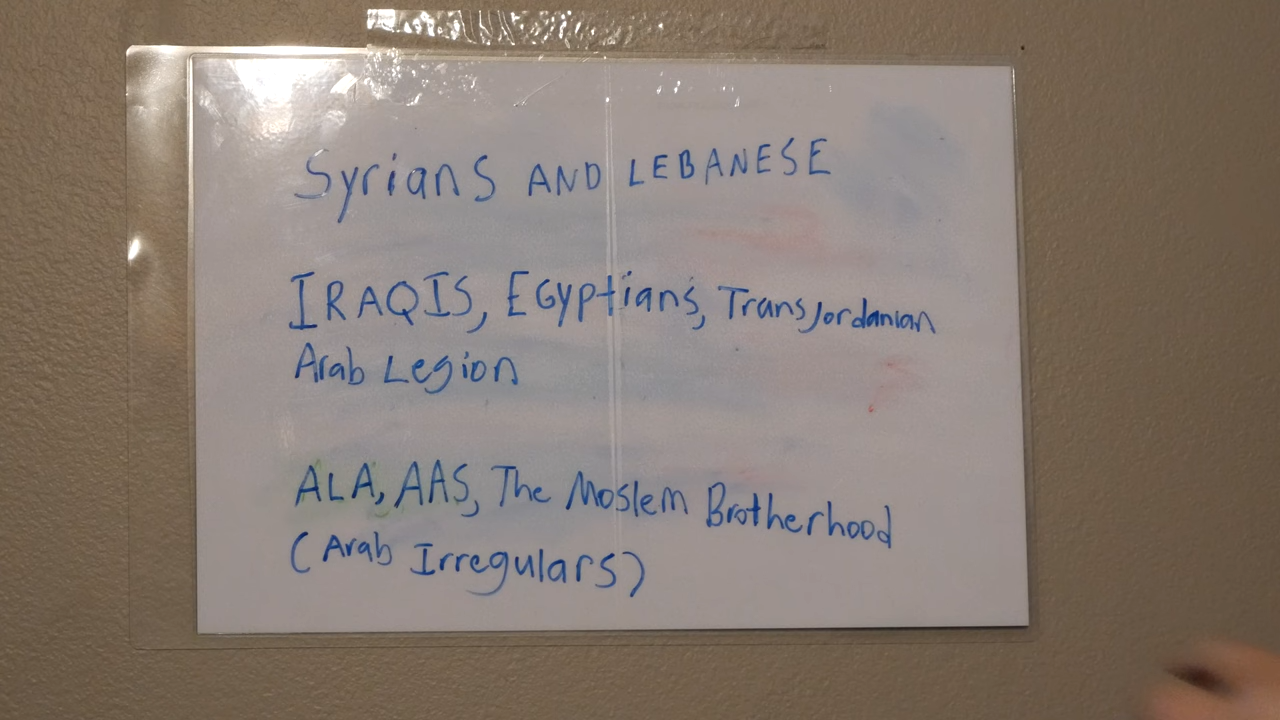 Syrians AND LEBANESE
IRAQIS, EGyptians, TransJordanian
Arab Legion
ALA, AAS, The Moslem Brotherhood
(Arab Irregulars)